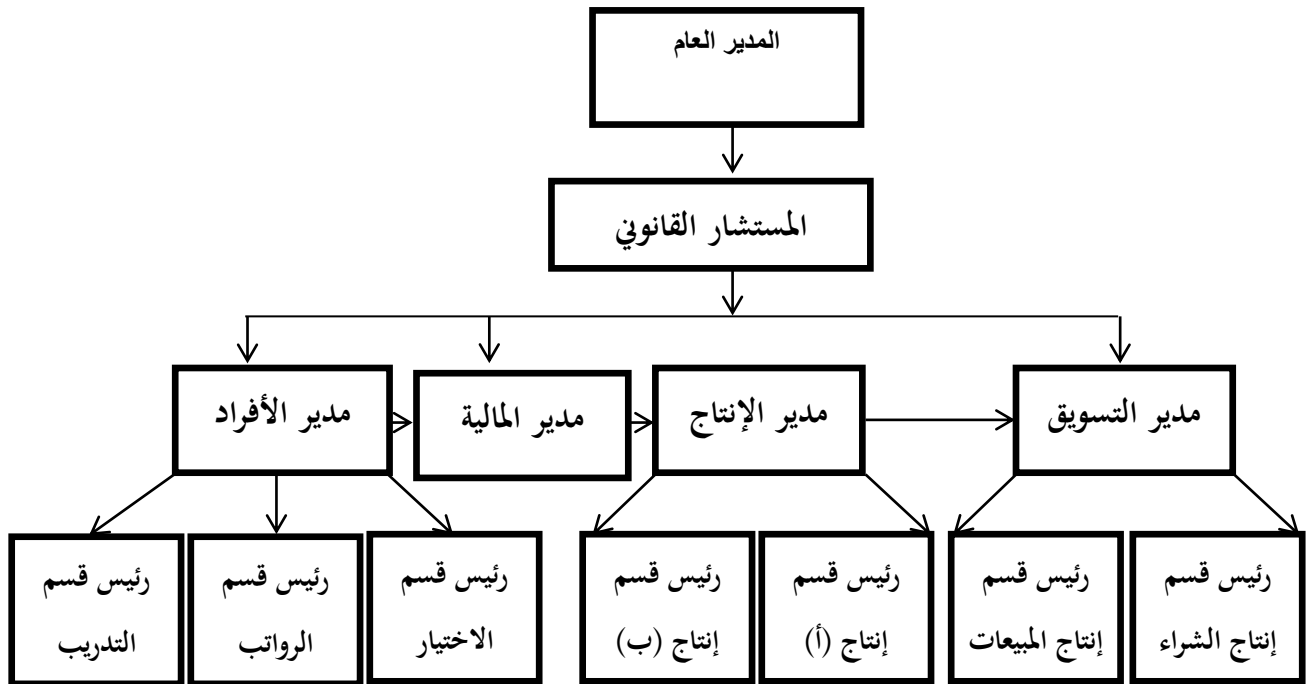 المدير العام
المستشار القانوني
مدير التسويق
مدير الإنتاج
مدير المالية
مدير الأفراد
رئيس قسم
إنتاج الشراء
رئيس قسم
إنتاج المبيعات
رئيس قسم
إنتاج (أ)
رئيس قسم
إنتاج (ب)
رئيس قسم
الاختيار
رئيس قسم
الرواتب
رئيس قسم
التدريب